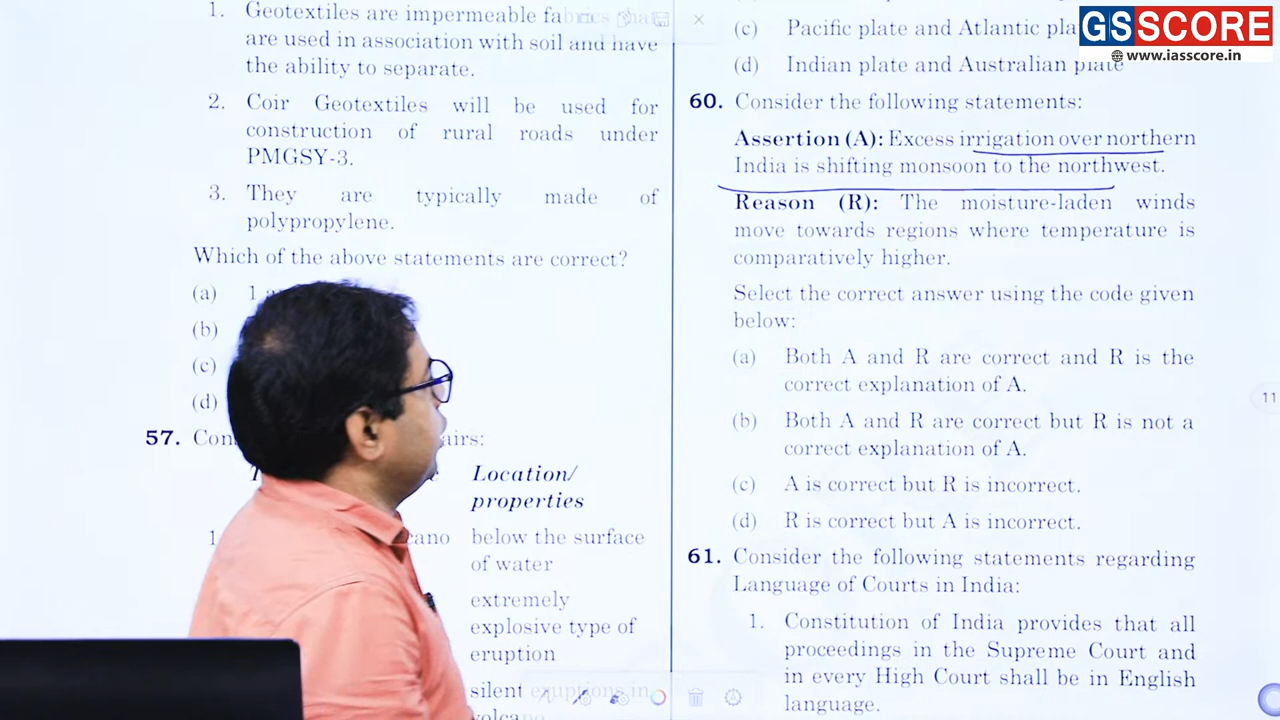 1. Geotextiles are impermeable fabrics that
are used in association with soil and have
the ability to separate.
2. Coir Geotextiles will be used for
construction of rural roads under
PMGSY-3.
3. They are typically made of
polypropylene.
Which of the above statements are correct?
(a) 1
(b)
(c)
(d)
57. Con airs:
Location/
properties
1 cano below the surface
of water
extremely
explosive type of
eruption
silent eruptions in
volcano
(c) Pacific plate and Atlantic pla
(d) Indian plate and Australian plate
GSSCORE
www.iasscore.in
60. Consider the following statements:
Assertion (A): Excess irrigation over northern
India is shifting monsoon to the northwest.
Reason (R): The moisture-laden winds
move towards regions where temperature is
comparatively higher.
Select the correct answer using the code given
below:
(a) Both A and R are correct and R is the
correct explanation of A.
(b) Both A and R are correct but R is not a
correct explanation of A.
(c) A is correct but R is incorrect.
(d) R is correct but A is incorrect.
61. Consider the following statements regarding
Language of Courts in India:
1. Constitution of India provides that all
proceedings in the Supreme Court and
in every High Court shall be in English
language.
11